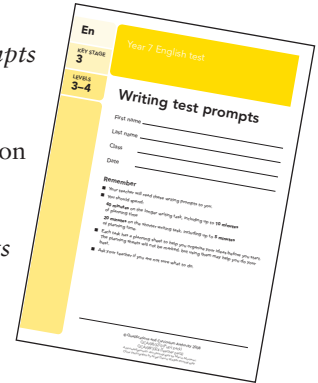 mpts
on
s
En
KEY STAGE
3
LEVELS
3–4
Year 7 English test
Writing test prompts
First name
Last name
Class
Date
Remember
■ Your teacher will read these writing prompts to you.
■ You should spend:
40 minutes on the longer writing task, including up to 10 minutes
of planning time
20 minutes on the shorter writing task, including up to 5 minutes
of planning time.
■ Each task has a planning sheet to help you organise your ideas before you start.
The planning sheets will not be marked, but using them may help you do your
best.
■ Ask your teacher if you are not sure what to do.